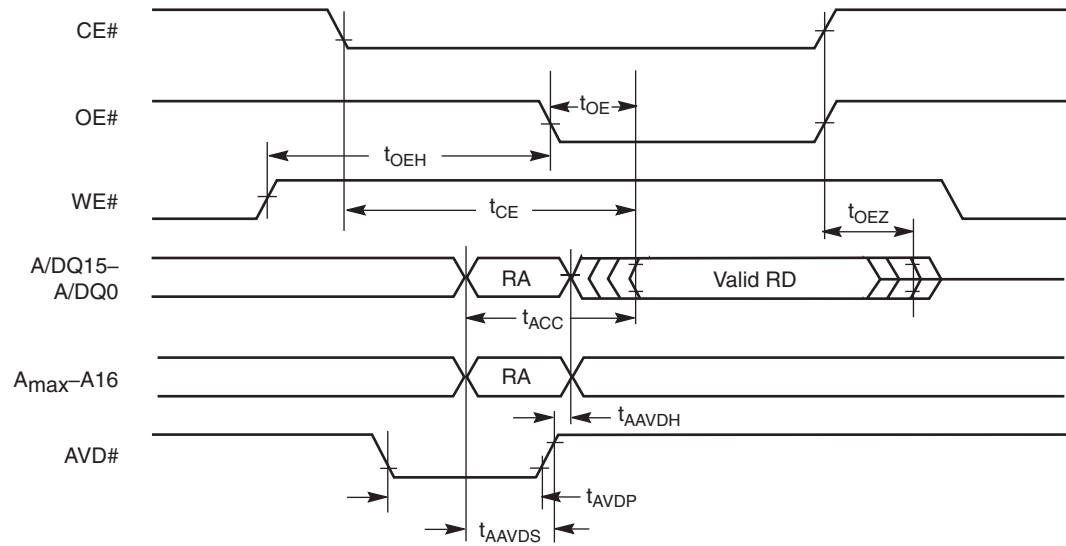 CE#
OE#
tOE
tOEH
WE#
tCE
tOEZ
A/DQ15–
A/DQ0
RA
Valid RD
tACC
Amax–A16
RA
tAAVDH
AVD#
tAVDP
tAAVDS